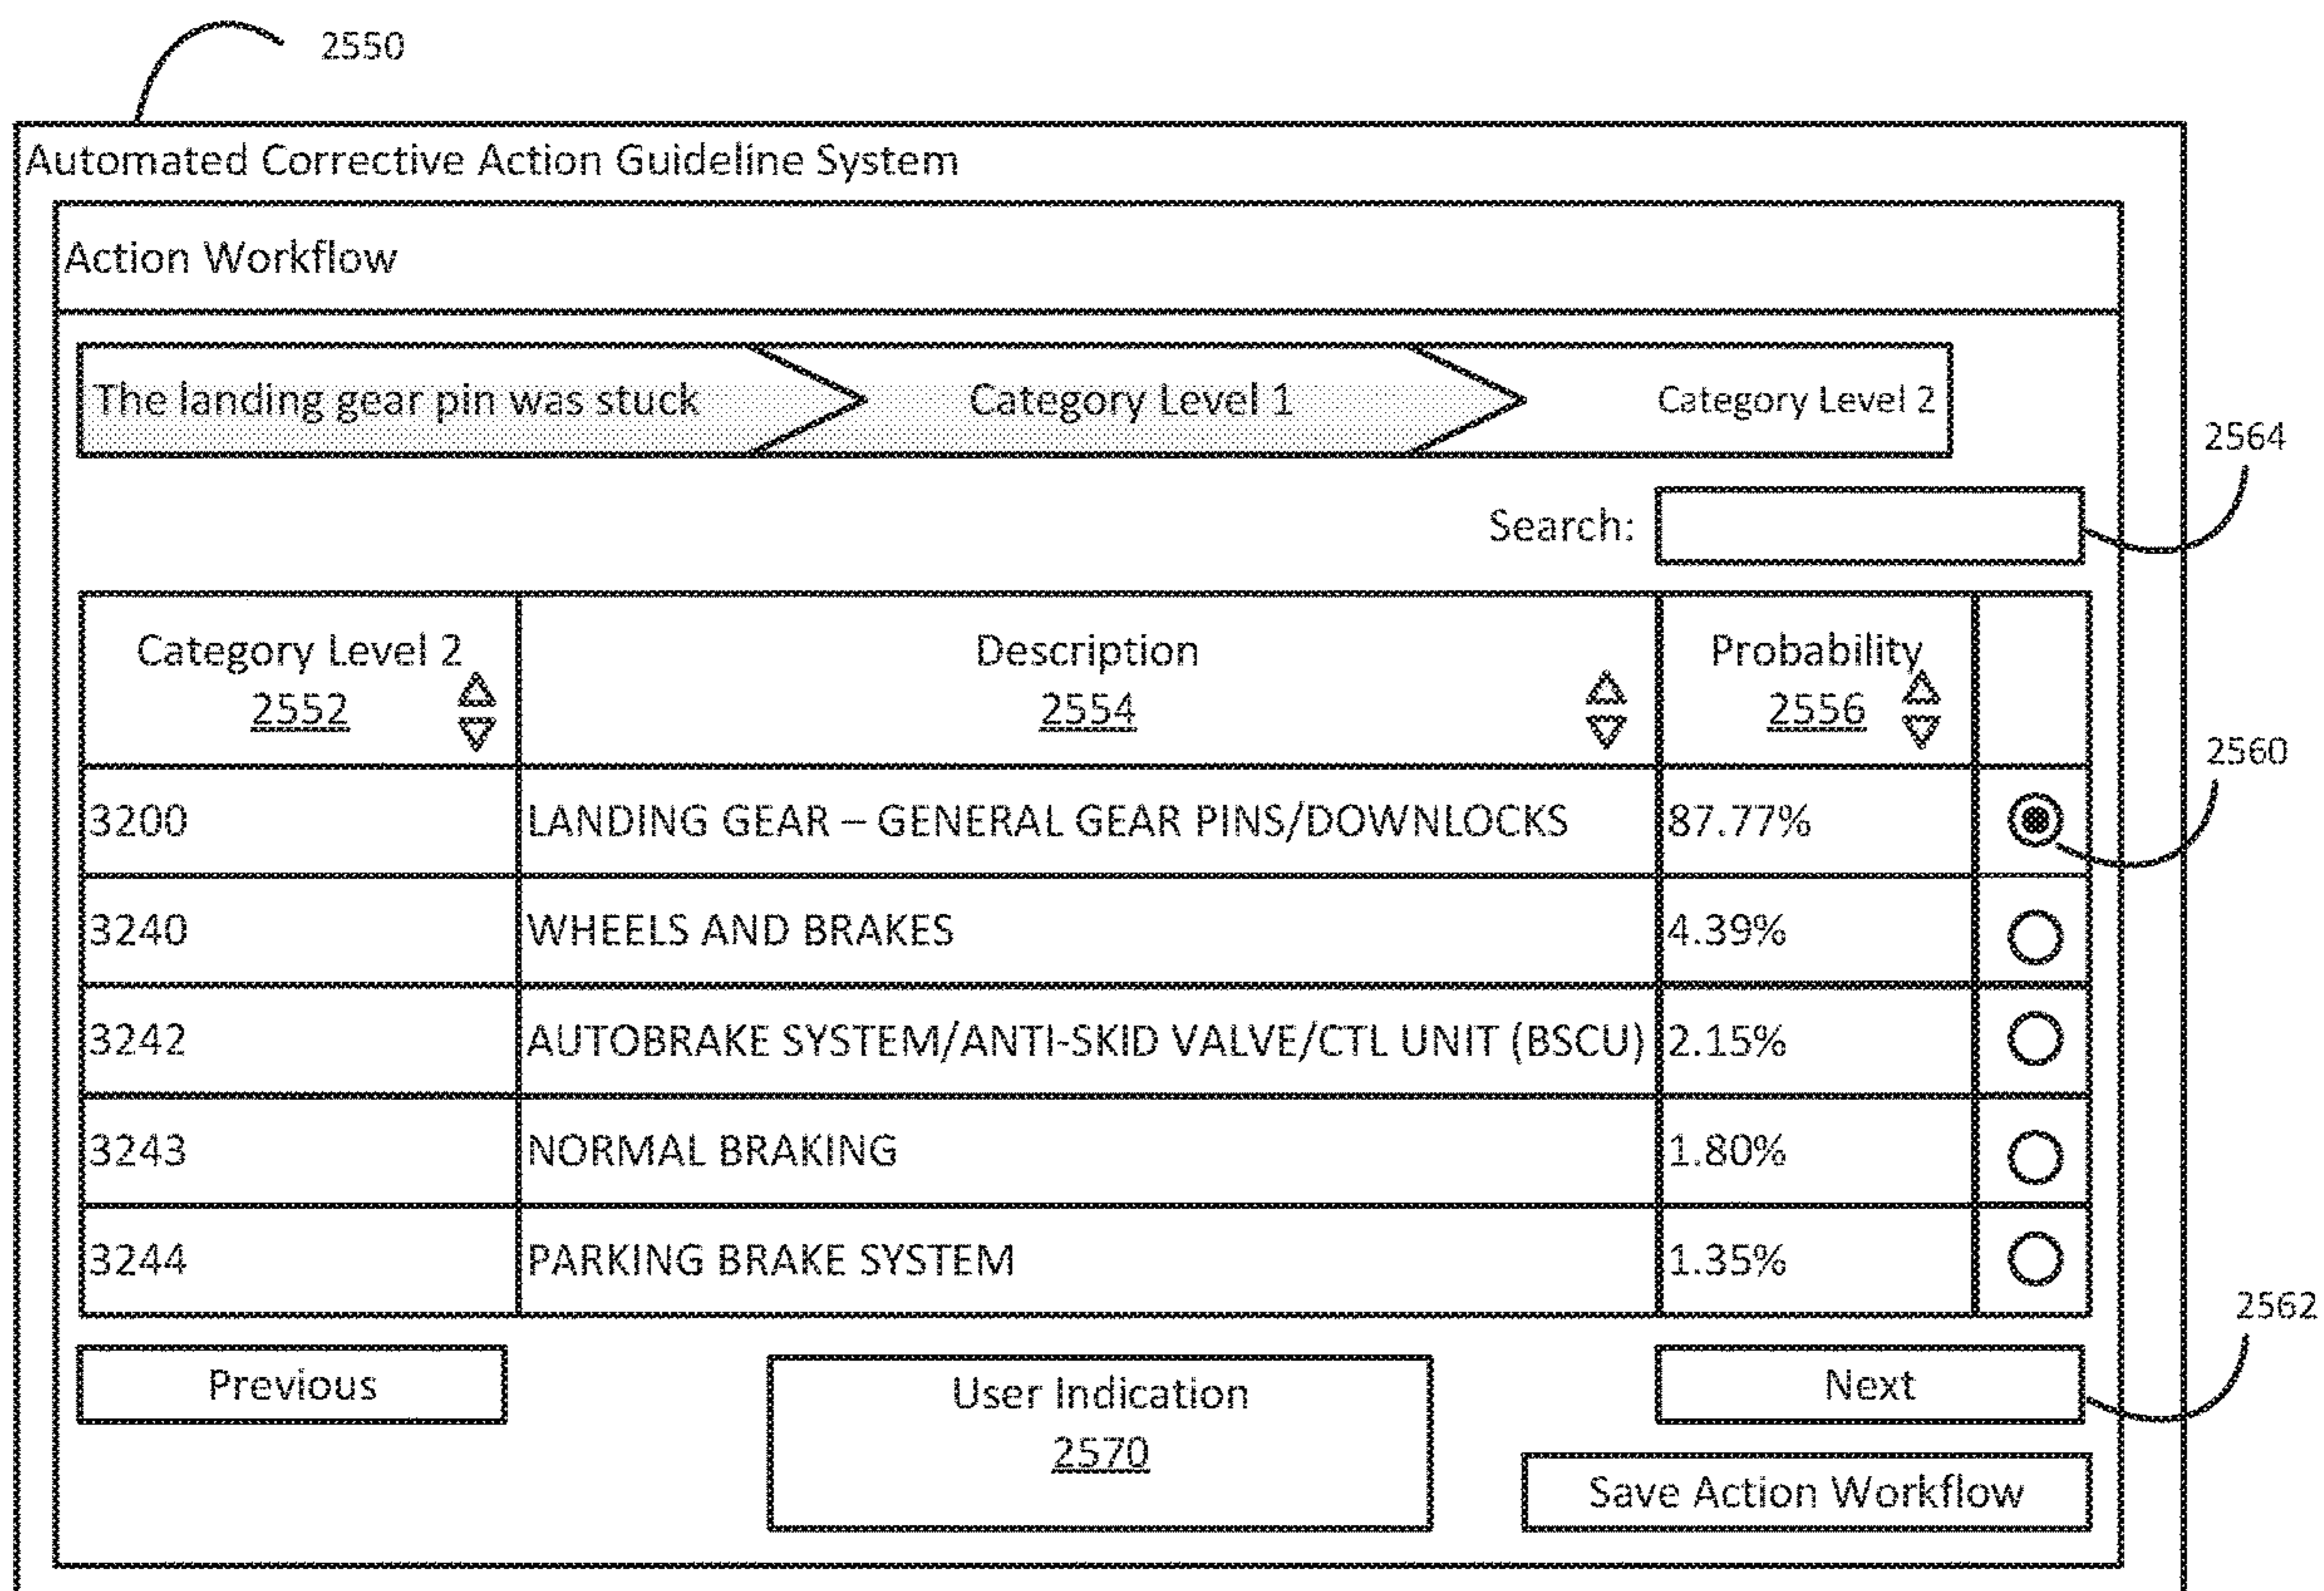 2550
Automated Corrective Action Guideline System
Action Workflow
The landing gear pin was stuck Category Level 1 Category Level 2
2564
Search:
Category Level 2 Description Probability
2552 2554 2556
2560
3200 LANDING GEAR – GENERAL GEAR PINS/DOWNLOCKS 87.77%
3240 WHEELS AND BRAKES 4.39%
3242 AUTOBRAKE SYSTEM/ANTI-SKID VALVE/CTL UNIT (BSCU) 2.15%
3243 NORMAL BRAKING 1.80%
3244 PARKING BRAKE SYSTEM 1.35%
2562
Previous User Indication Next
2570
Save Action Workflow